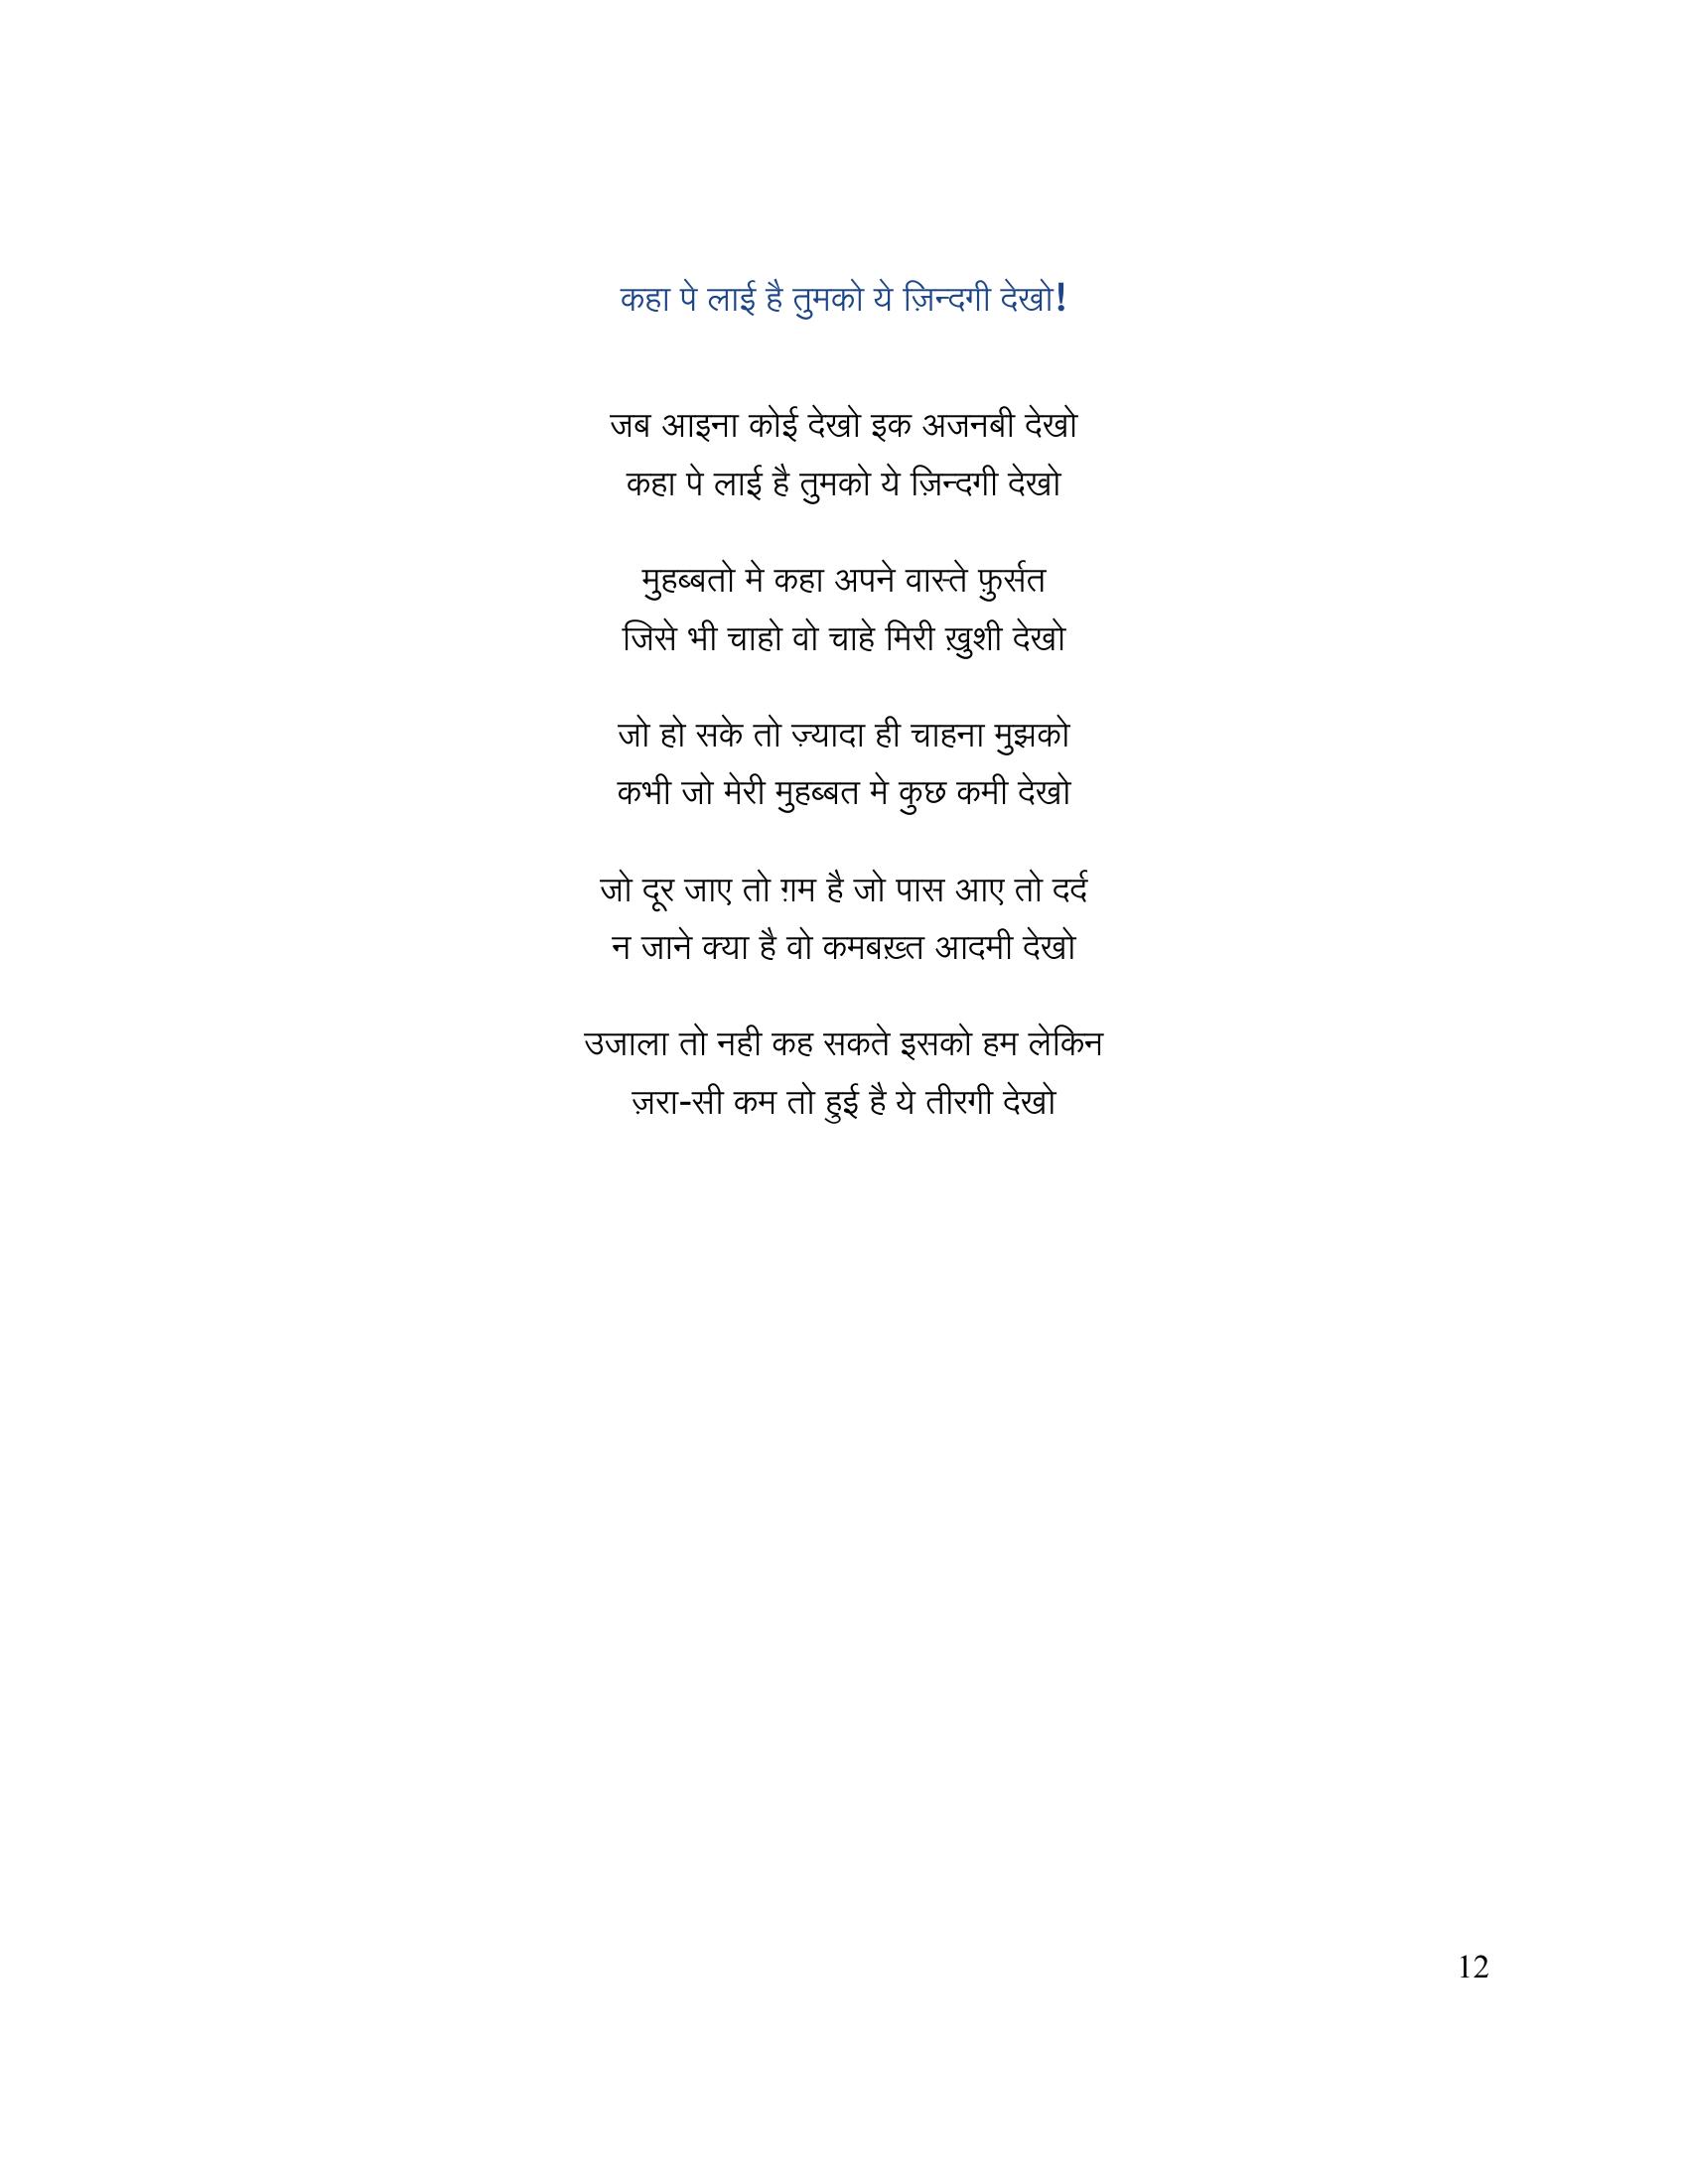 कहा पे लाई है तुमको ये ज़िन्दगी देखो!
जब आइना कोई देखो इक अजनबी देखो
कहा पे लाई है तुमको ये ज़िन्दगी देखो
मुहब्बतो मे कहा अपने वास्ते फ़ुर्सत
जिसे भी चाहो वो चाहे मिरी ख़ुशी देखो
जो हो सके तो ज़्यादा ही चाहना मुझको
कभी जो मेरी मुहब्बत मे कुछ कमी देखो
जो दूर जाए तो ग़म है जो पास आए तो दर्द
न जाने क्या है वो कमबख़्त आदमी देखो
उजाला तो नही कह सकते इसको हम लेकिन
ज़रा-सी कम तो हुई है ये तीरगी देखो
12